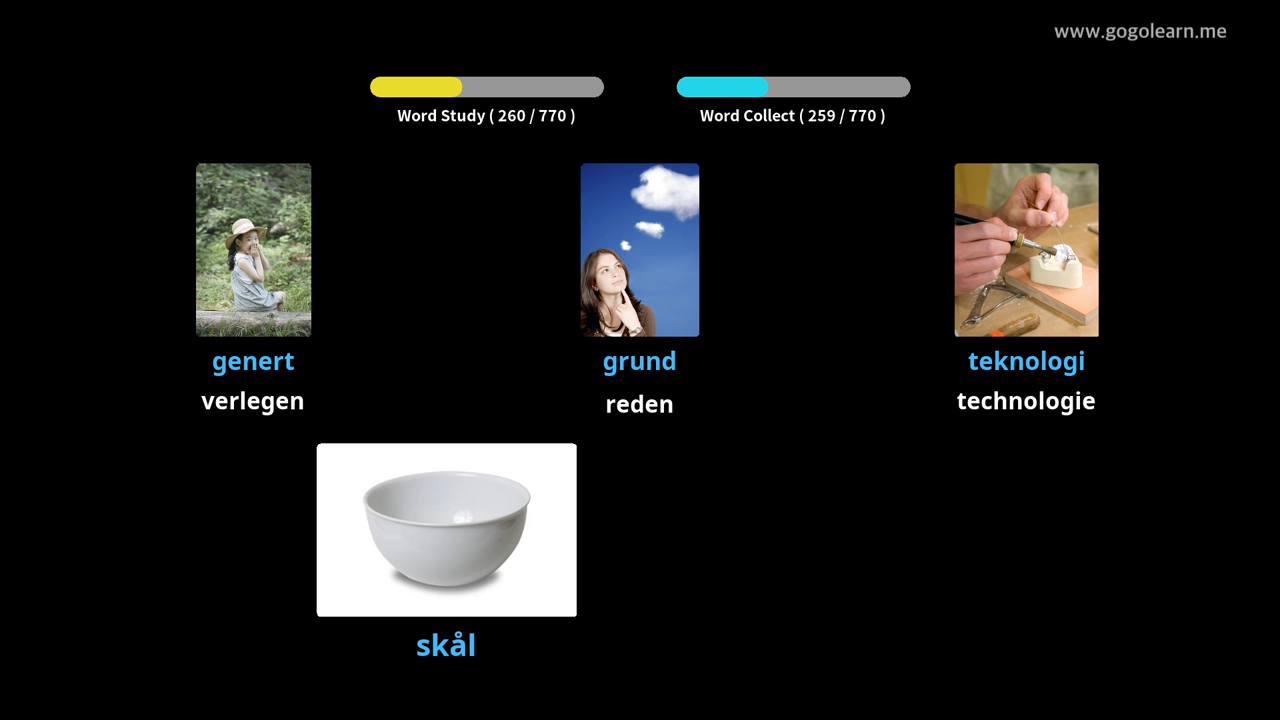 www.gogolearn.me
Word Study ( 260 / 770 )
Word Collect ( 259 / 770 )
genert
grund
teknologi
verlegen
reden
technologie
skål